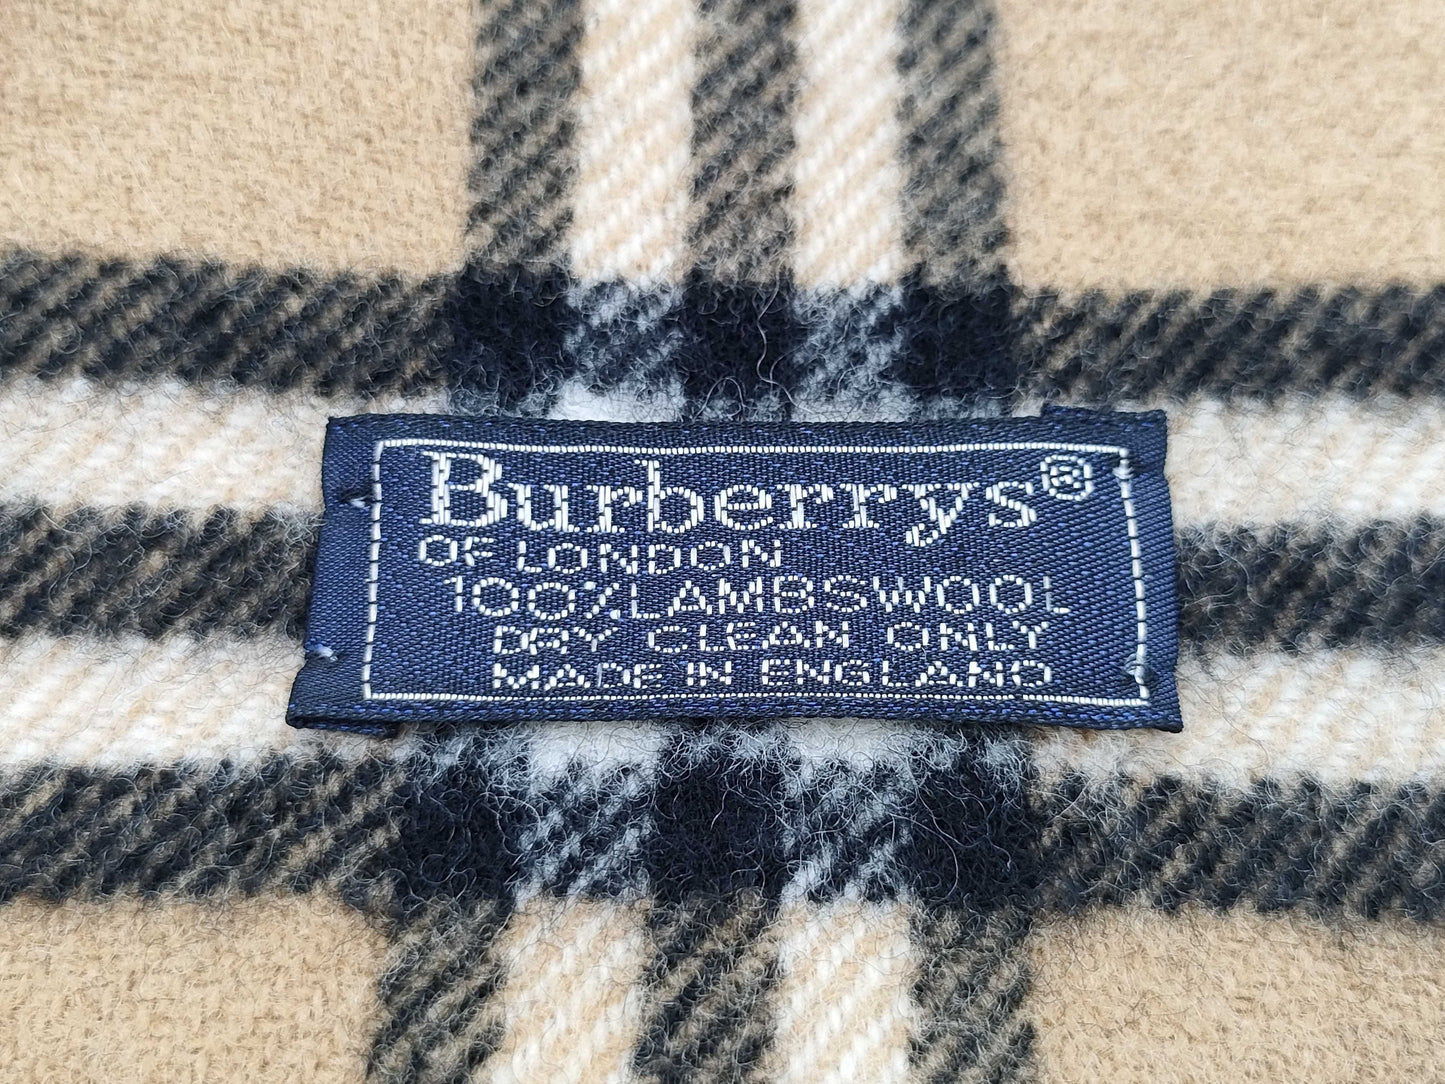 Burberrys®
OF LONDON
100% LAMBSWOOL
DRY CLEAN ONLY
MADE IN ENGLAND